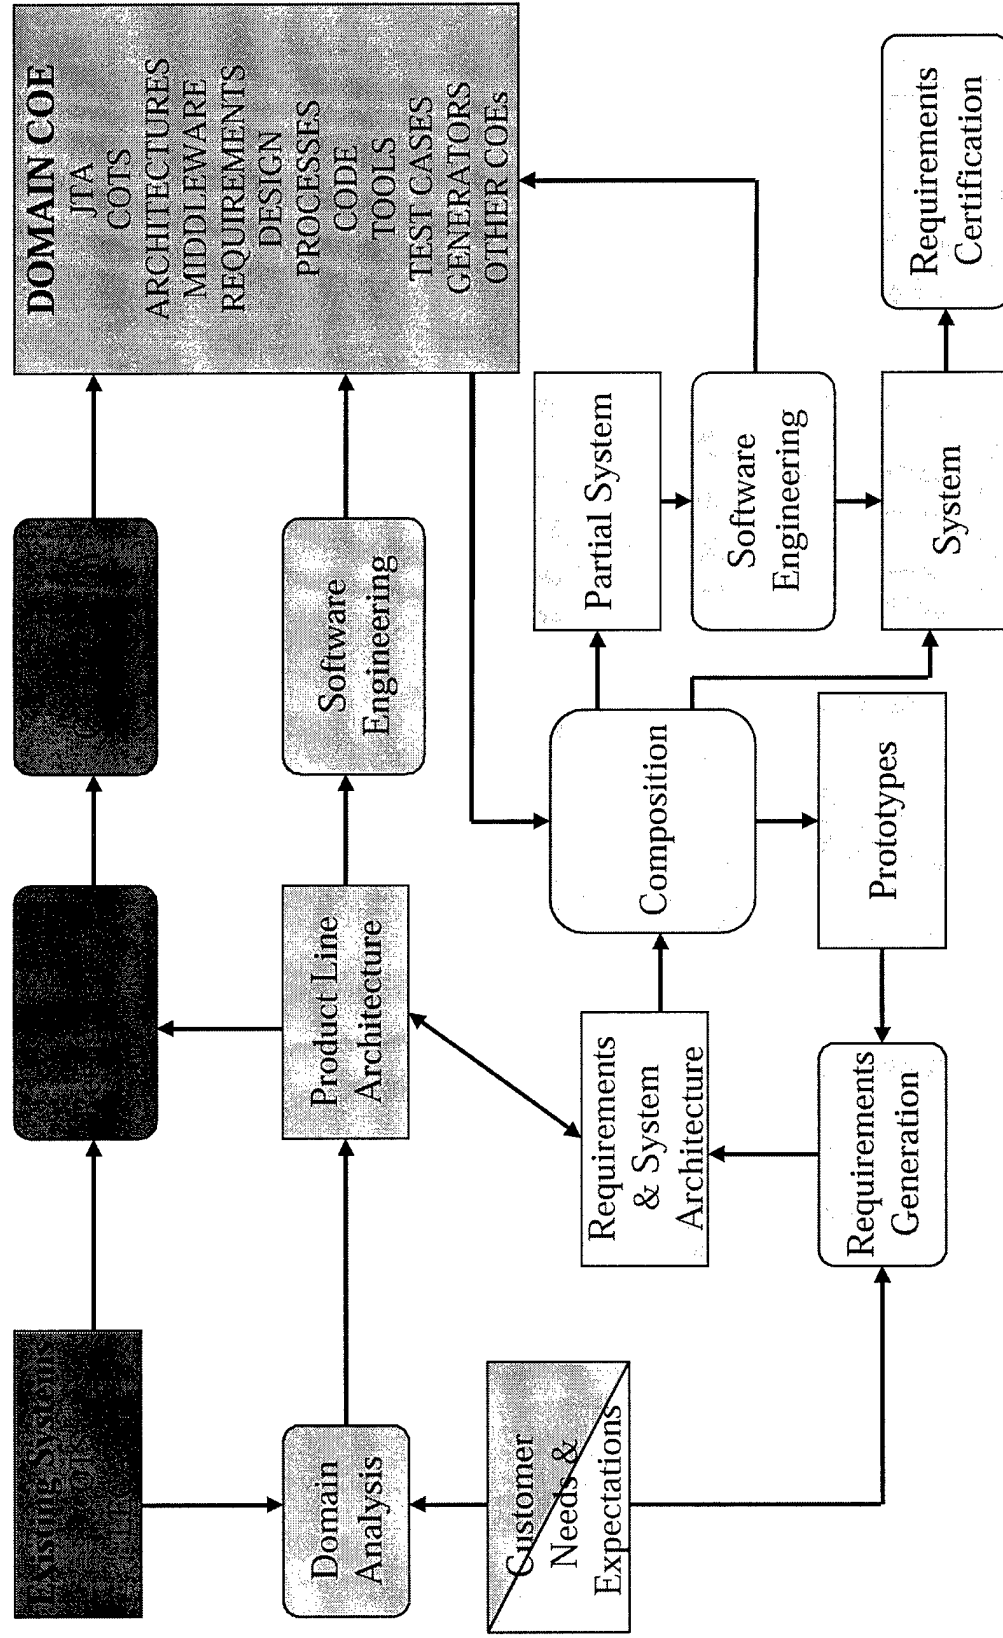 Existing Systems
Domain
Analysis
Customer
Needs &
Expectations
Product Line
Architecture
Requirements
& System
Architecture
Requirements
Generation
Software
Engineering
Composition
Prototypes
DOMAIN COE
JTA
COTS
ARCHITECTURES
MIDDLEWARE
REQUIREMENTS
DESIGN
PROCESSES
CODE
TOOLS
TEST CASES
GENERATORS
OTHER COEs
Partial System
Software
Engineering
System
Requirements
Certification